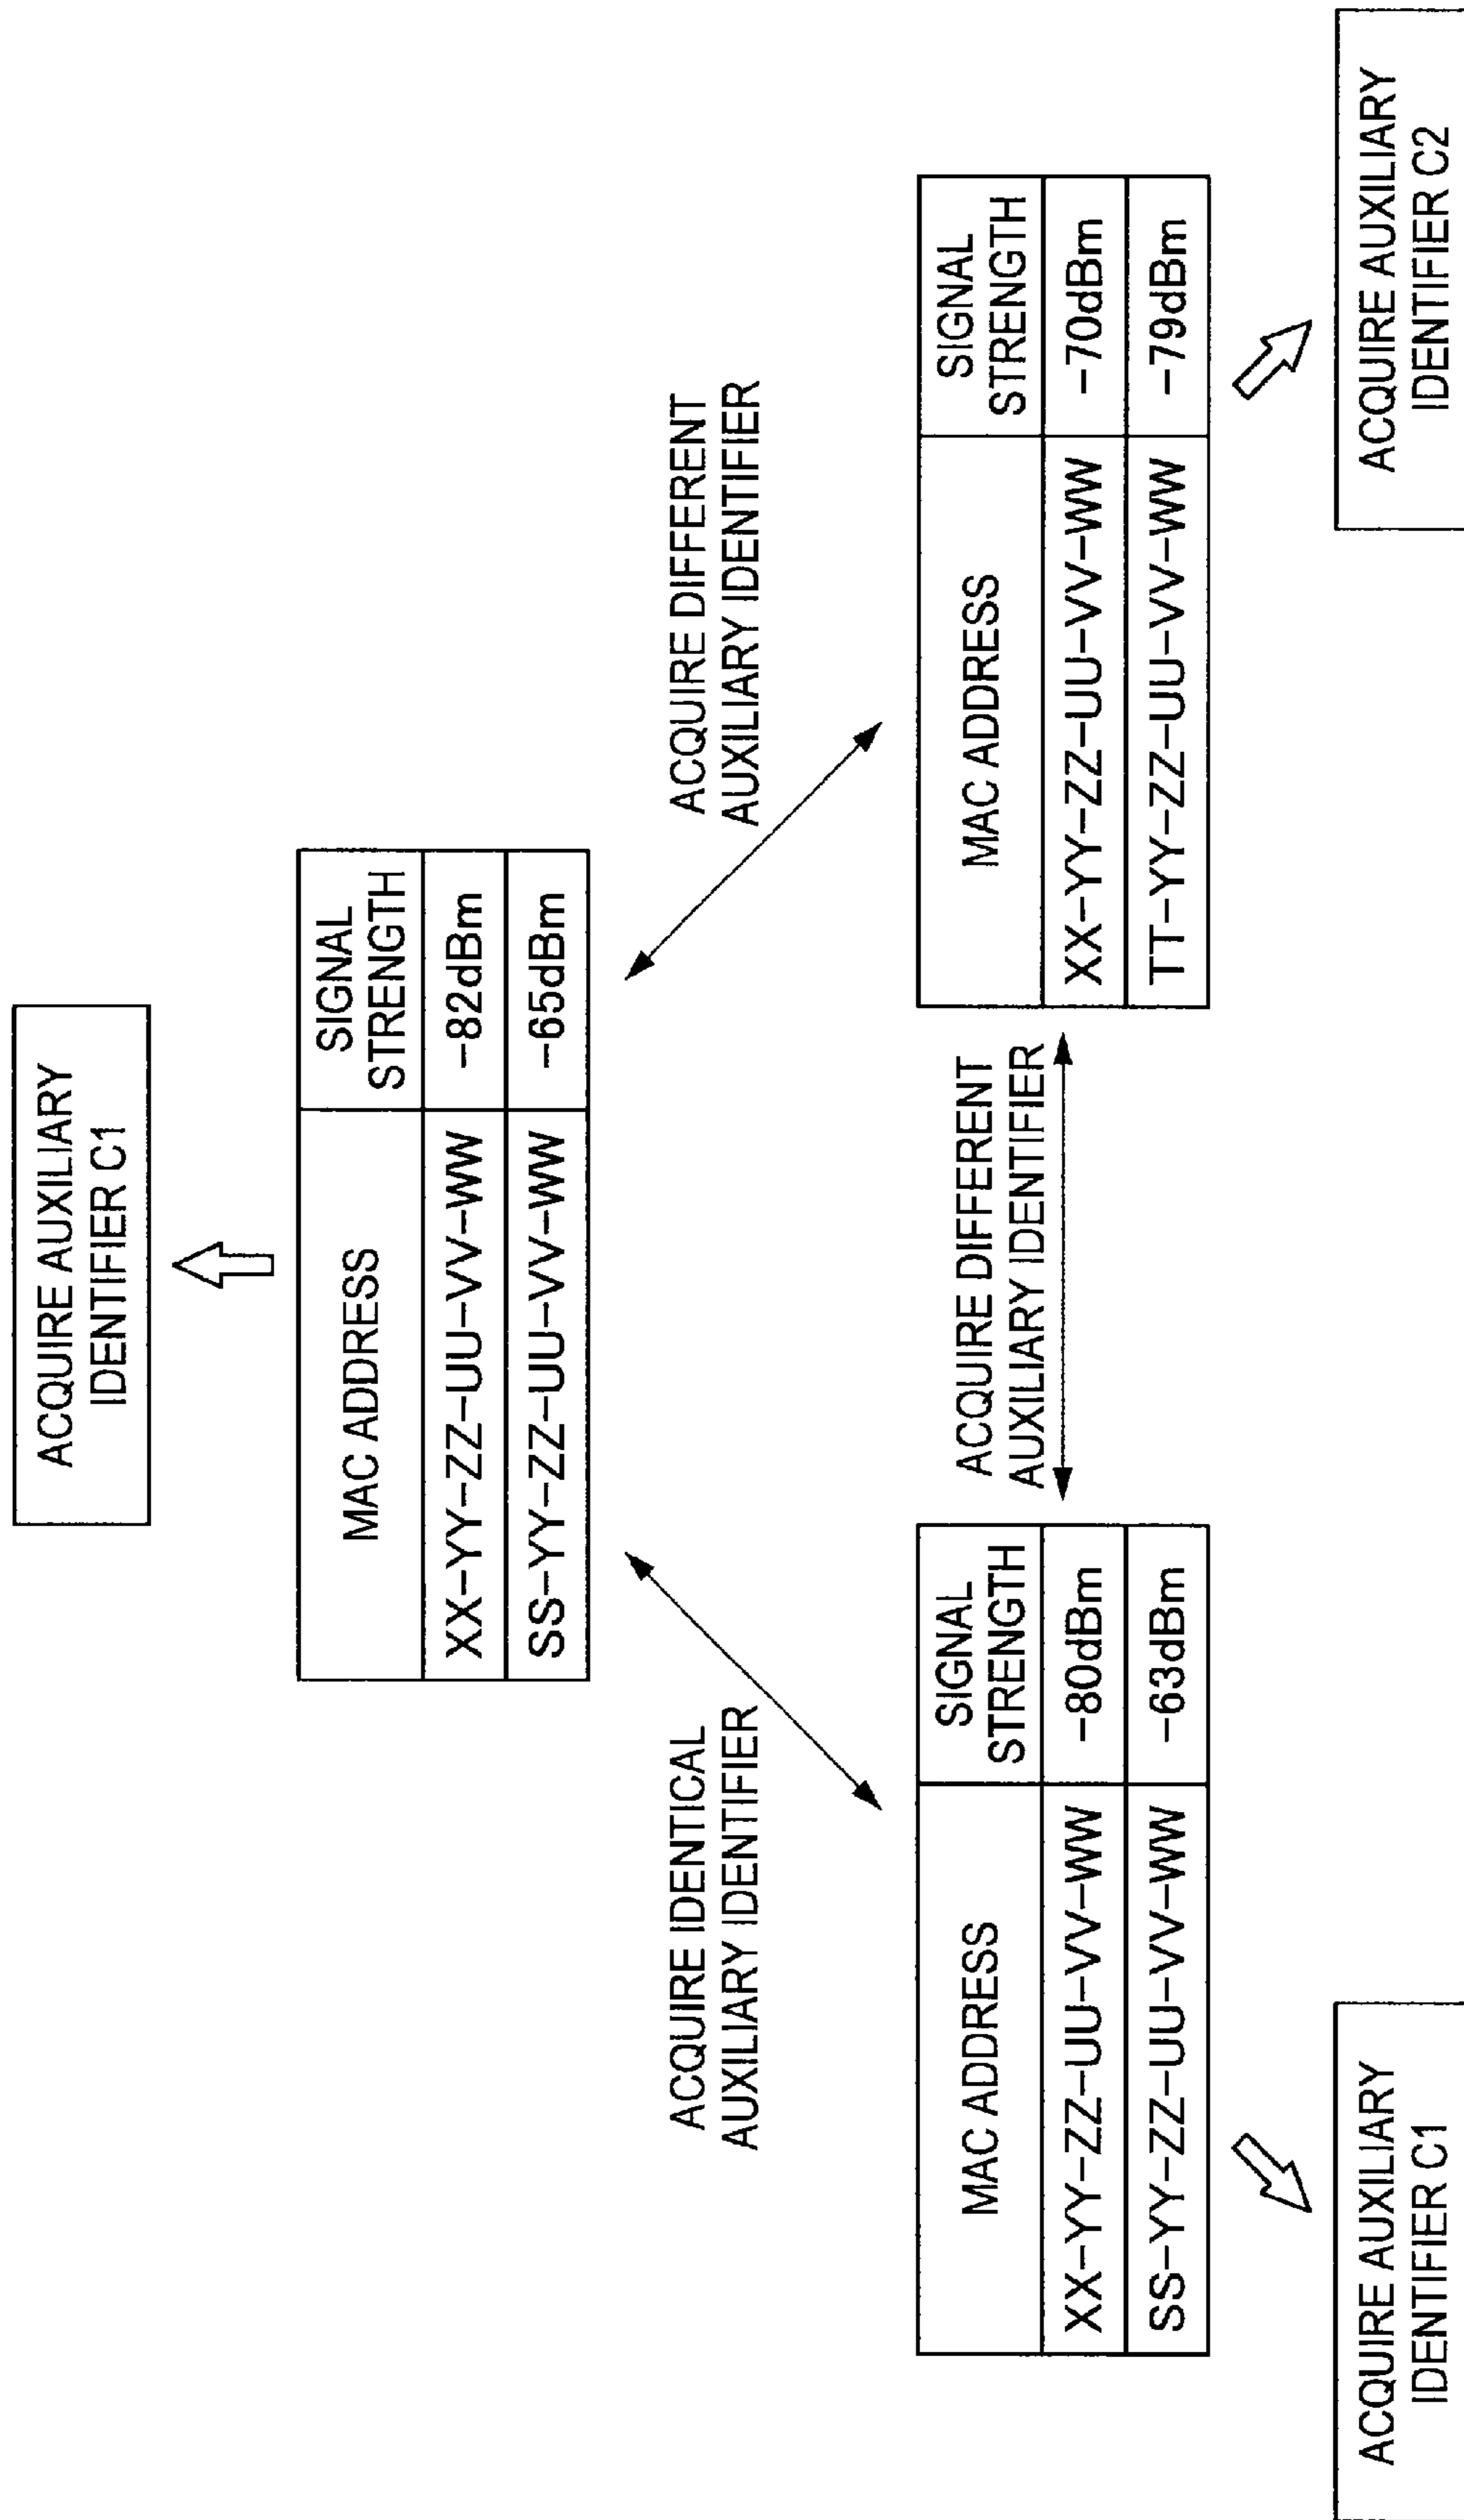 ACQUIRE AUXILIARY
IDENTIFIER C1
MAC ADDRESS
SIGNAL
STRENGTH
XX-YY-ZZ-UU-VV-WW
-82dBm
SS-YY-ZZ-UU-VV-WW
-65dBm
ACQUIRE IDENTICAL
AUXILIARY IDENTIFIER
ACQUIRE DIFFERENT
AUXILIARY IDENTIFIER
MAC ADDRESS
SIGNAL
STRENGTH
XX-YY-ZZ-UU-VV-WW
-80dBm
SS-YY-ZZ-UU-VV-WW
-63dBm
ACQUIRE DIFFERENT
AUXILIARY IDENTIFIER
MAC ADDRESS
SIGNAL
STRENGTH
XX-YY-ZZ-UU-VV-WW
-70dBm
TT-YY-ZZ-UU-VV-WW
-79dBm
ACQUIRE AUXILIARY
IDENTIFIER C1
ACQUIRE AUXILIARY
IDENTIFIER C2